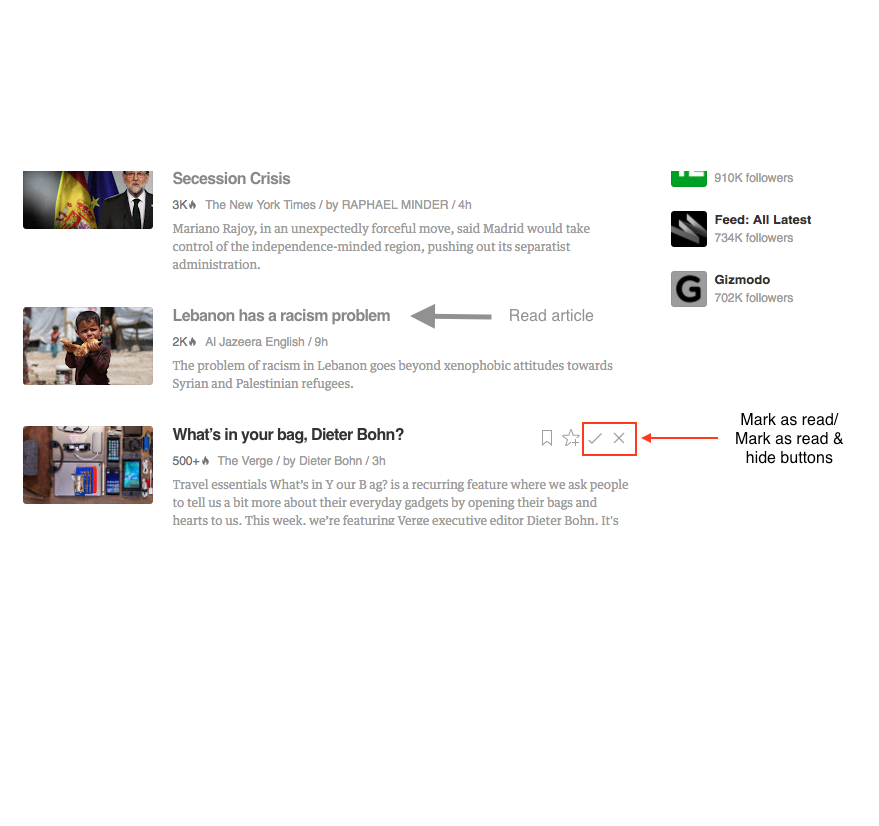 Secession Crisis
3K The New York Times / by RAPHAEL MINDER / 4h
Mariano Rajoy, in an unexpectedly forceful move, said Madrid would take
control of the independence-minded region, pushing out its separatist
administration.
910K followers
Feed: All Latest
734K followers
G
Gizmodo
702K followers
Lebanon has a racism problem
Read article
2K Al Jazeera English / 9h
The problem of racism in Lebanon goes beyond xenophobic attitudes towards
Syrian and Palestinian refugees.
What's in your bag, Dieter Bohn?
500+ The Verge / by Dieter Bohn / 3h
Travel essentials What's in Y our B ag? is a recurring feature where we ask people
to tell us a bit more about their everyday gadgets by opening their bags and
hearts to us. This week, we're featuring Verge executive editor Dieter Bohn. It's
Mark as read/
Mark as read &
hide buttons